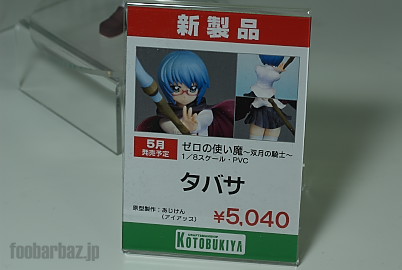 新製品
5月
発売予定
ゼロの使い魔~双月の騎士~
1/8スケール・PVC
タバサ
原型製作:あじけん
(アイアッス)
¥5,040
KOTOBUKIYA
foobarbaz.jp